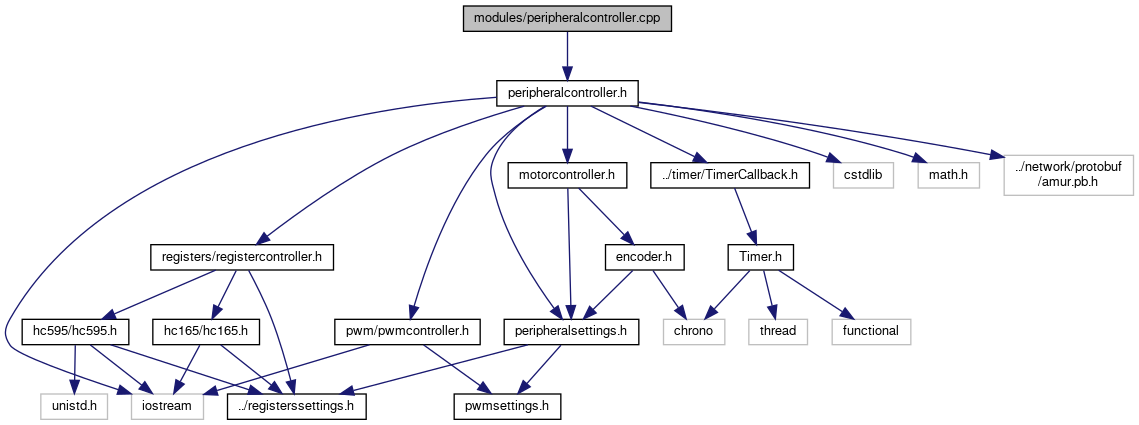 modules/peripheralcontroller.cpp
peripheralcontroller.h
motorcontroller.h
../timer/TimerCallback.h
cstdlib
math.h
../network/protobuf
/amur.pb.h
registers/registercontroller.h
encoder.h
Timer.h
hc595/hc595.h
hc165/hc165.h
pwm/pwmcontroller.h
peripheralsettings.h
chrono
thread
functional
unistd.h
iostream
../registerssettings.h
pwmsettings.h